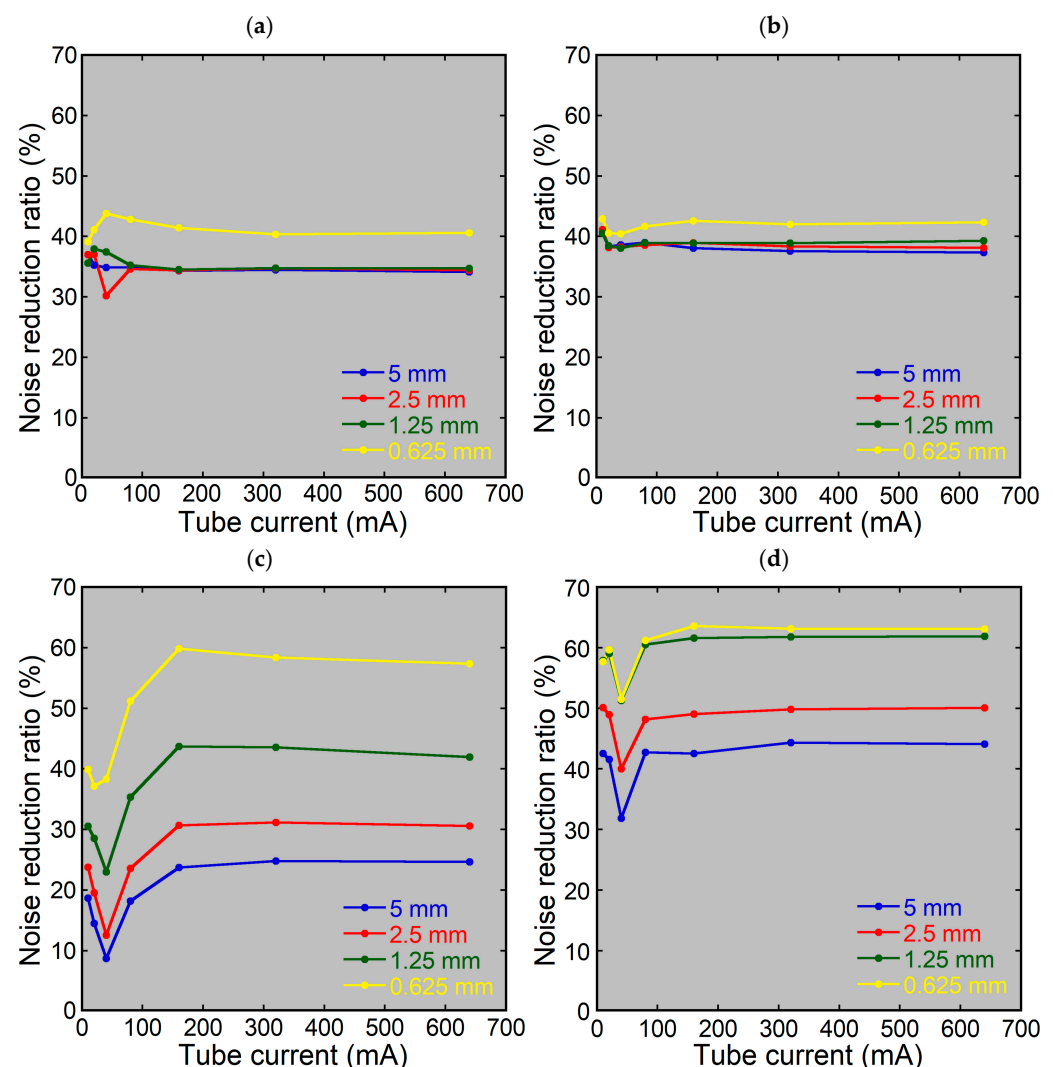 (a)
70
60
50
40
30
20
10
0
Noise reduction ratio (%)
5 mm
2.5 mm
1.25 mm
0.625 mm
0 100 200 300 400 500 600 700
Tube current (mA)
(b)
70
60
50
40
30
20
10
0
Noise reduction ratio (%)
5 mm
2.5 mm
1.25 mm
0.625 mm
0 100 200 300 400 500 600 700
Tube current (mA)
(c)
70
60
50
40
30
20
10
0
Noise reduction ratio (%)
5 mm
2.5 mm
1.25 mm
0.625 mm
0 100 200 300 400 500 600 700
Tube current (mA)
(d)
70
60
50
40
30
20
10
0
Noise reduction ratio (%)
5 mm
2.5 mm
1.25 mm
0.625 mm
0 100 200 300 400 500 600 700
Tube current (mA)